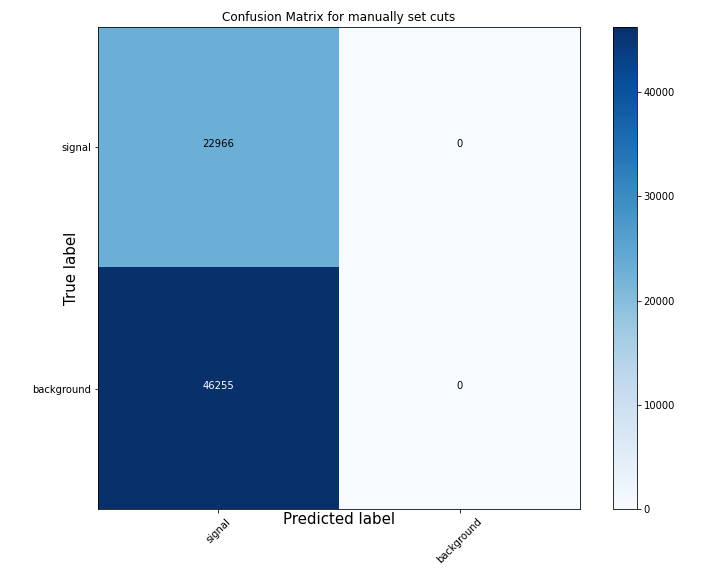 Confusion Matrix for manually set cuts
signal
22966
0
background
46255
0
True label
signal
background
Predicted label
40000
30000
20000
10000
0